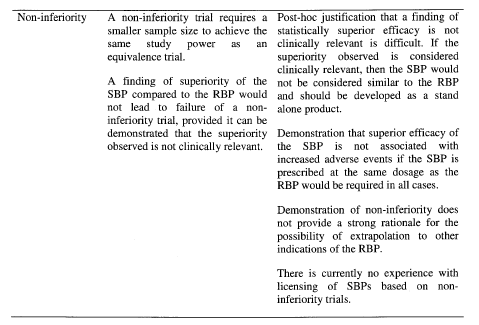 Non-inferiority
A non-inferiority trial requires a
smaller sample size to achieve the
same study power as an
equivalence trial.
A finding of superiority of the
SBP compared to the RBP would
not lead to failure of a non-
inferiority trial, provided it can be
demonstrated that the superiority
observed is not clinically relevant.
Post-hoc justification that a finding of
statistically superior efficacy is not
clinically relevant is difficult. If the
superiority observed is considered
clinically relevant, then the SBP would
not be considered similar to the RBP
and should be developed as a stand
alone product.
Demonstration that superior efficacy of
the SBP is not associated with
increased adverse events if the SBP is
prescribed at the same dosage as the
RBP would be required in all cases.
Demonstration of non-inferiority does
not provide a strong rationale for the
possibility of extrapolation to other
indications of the RBP.
There is currently no experience with
licensing of SBPs based on non-
inferiority trials.